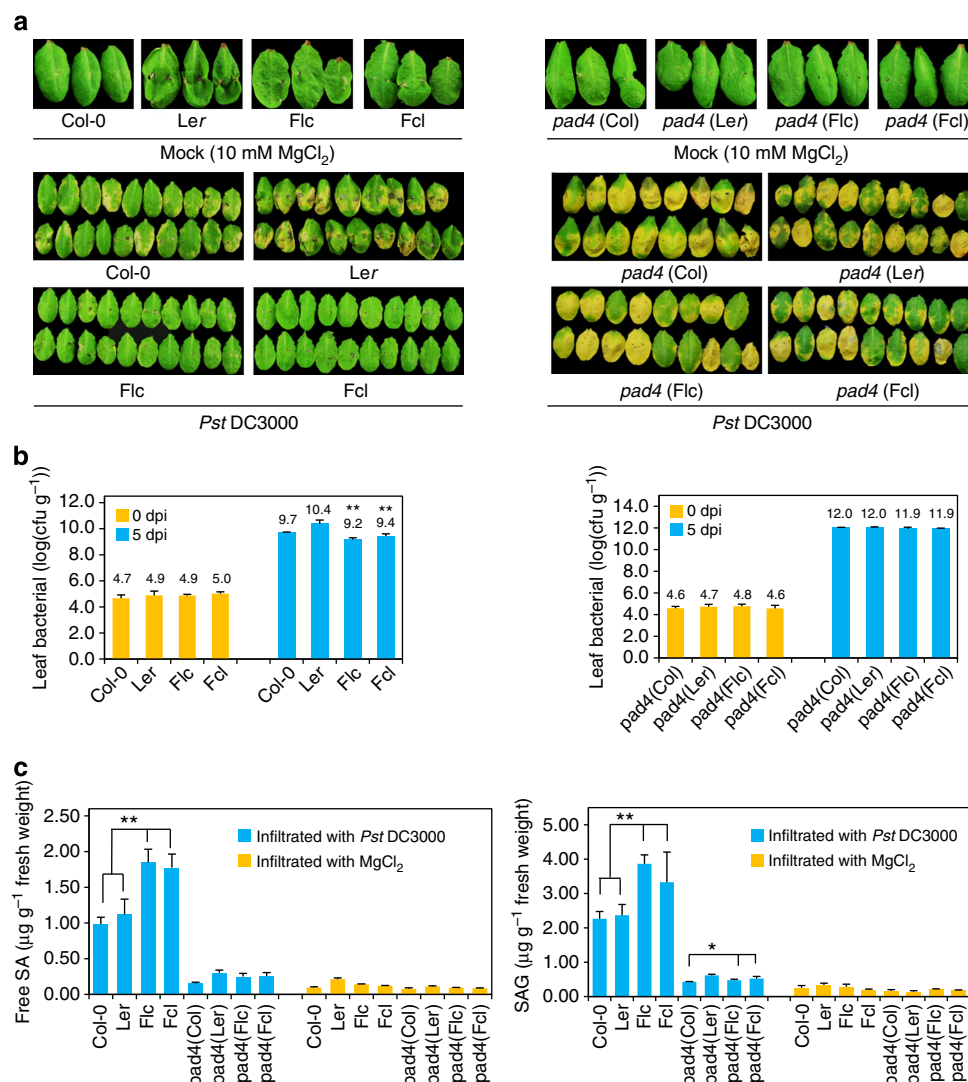 a
Col-0 Ler Flc Fcl
Mock (10 mM MgCl2)
Col-0 Ler
Flc Fcl
Pst DC3000
pad4 (Col) pad4 (Ler) pad4 (Flc) pad4 (Fcl)
Mock (10 mM MgCl2)
pad4 (Col) pad4 (Ler)
pad4 (Flc) pad4 (Fcl)
Pst DC3000
b
Leaf bacterial (log(cfu g−1))
12.0
10.0
8.0
6.0
4.0
2.0
0.0
0 dpi
5 dpi
4.7 4.9 4.9 5.0
9.7 10.4 ** 9.2 ** 9.4
Col-0 Ler Flc Fcl Col-0 Ler Flc Fcl
Leaf bacterial (log(cfu g−1))
14.0
12.0
10.0
8.0
6.0
4.0
2.0
0.0
0 dpi
5 dpi
4.6 4.7 4.8 4.6
12.0 12.0 11.9 11.9
pad4(Col) pad4(Ler) pad4(Flc) pad4(Fcl) pad4(Col) pad4(Ler) pad4(Flc) pad4(Fcl)
c
Free SA (µg g−1 fresh weight)
2.50
2.00
1.50
1.00
0.50
0.00
**
Infiltrated with Pst DC3000
Infiltrated with MgCl2
Col-0 Ler Flc Fcl pad4(Col) pad4(Ler) pad4(Flc) pad4(Fcl) Col-0 Ler Flc Fcl pad4(Col) pad4(Ler) pad4(Flc) pad4(Fcl)
SAG (µg g−1 fresh weight)
5.00
4.00
3.00
2.00
1.00
0.00
**
*
Infiltrated with Pst DC3000
Infiltrated with MgCl2
Col-0 Ler Flc Fcl pad4(Col) pad4(Ler) pad4(Flc) pad4(Fcl) Col-0 Ler Flc Fcl pad4(Col) pad4(Ler) pad4(Flc) pad4(Fcl)